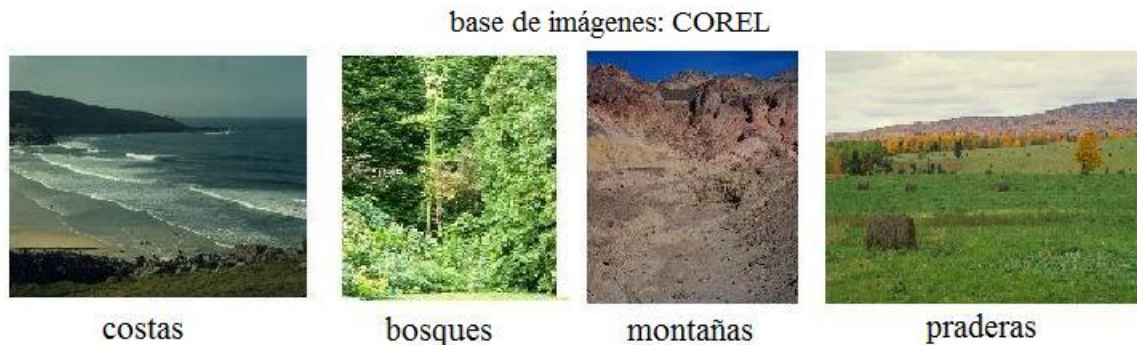 base de imágenes: COREL
costas
bosques
montañas
praderas